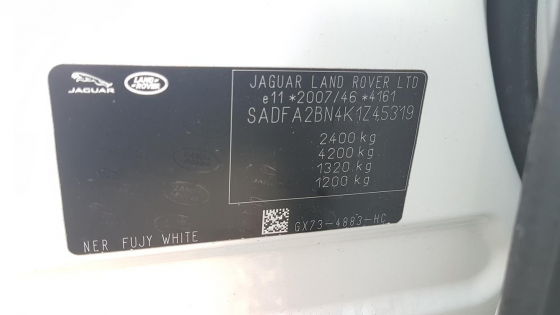 JAGUAR
LAND ROVER
JAGUAR LAND ROVER LTD
e11 *2007/46 *4161
SADFA2BN4K1Z45319
2400 kg
4200 kg
1320 kg
1200 kg
GX73-4883-HC
NER FUJY WHITE